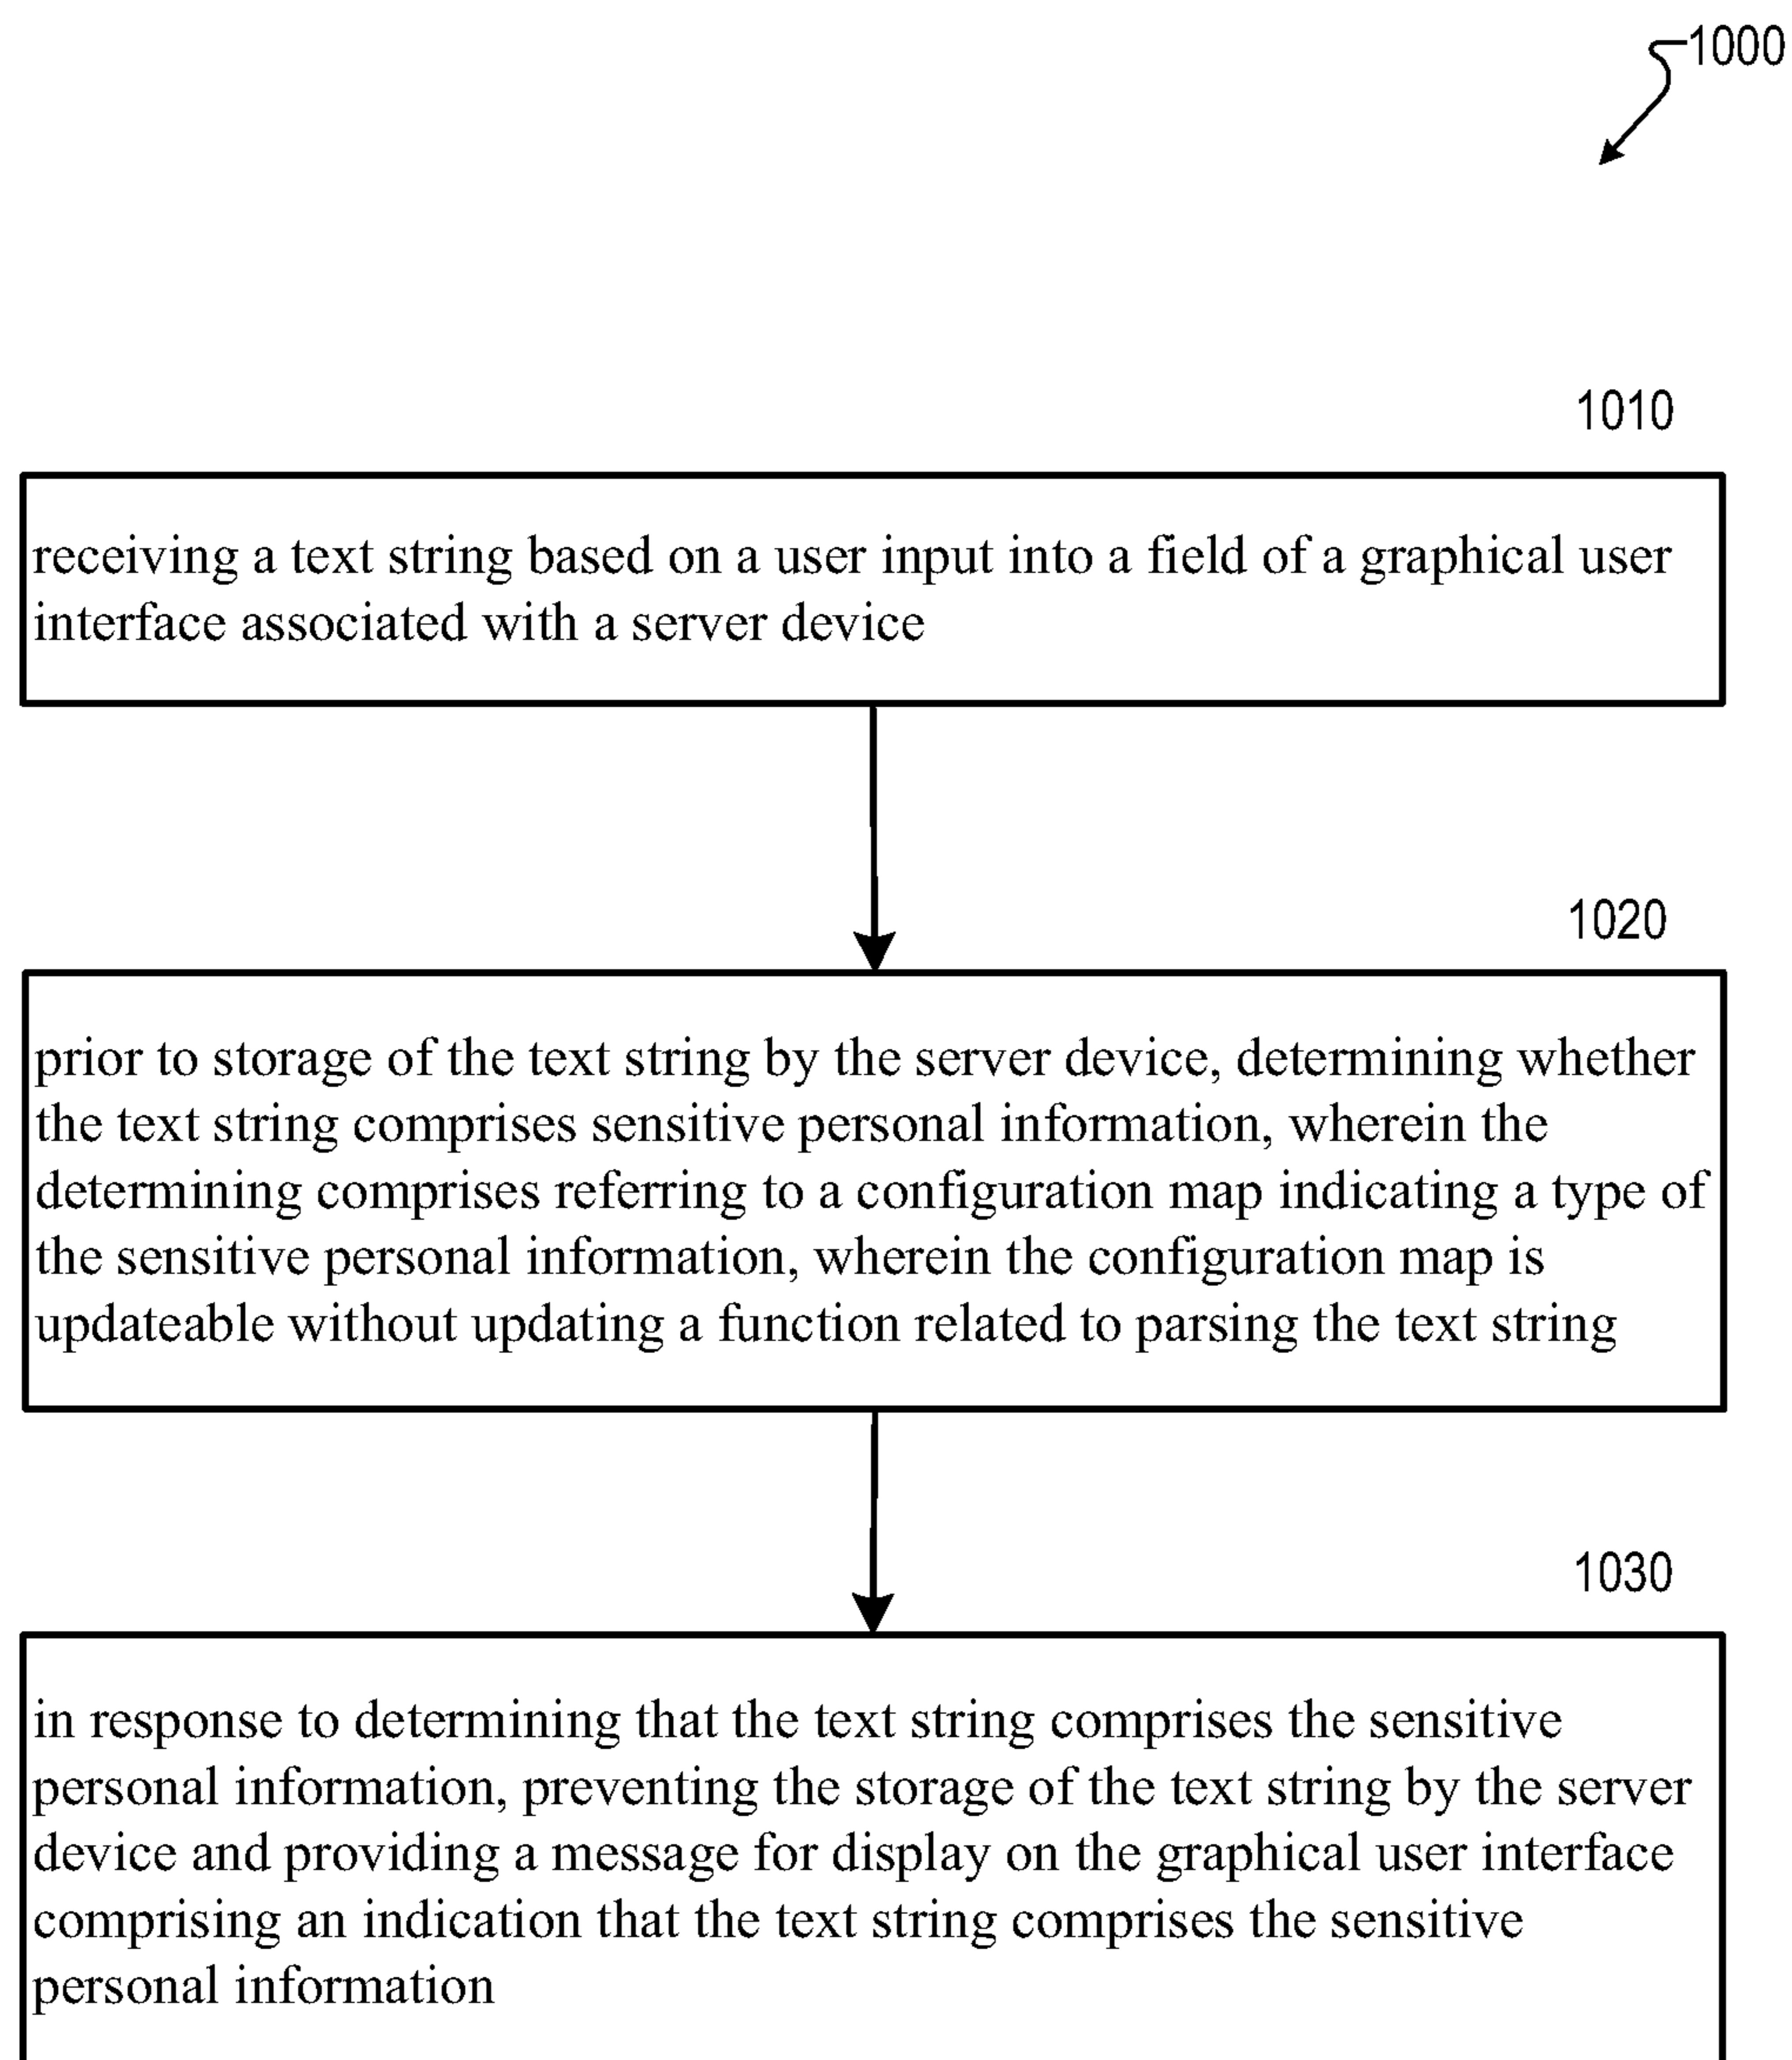 1000
1010
receiving a text string based on a user input into a field of a graphical user
interface associated with a server device
1020
prior to storage of the text string by the server device, determining whether
the text string comprises sensitive personal information, wherein the
determining comprises referring to a configuration map indicating a type of
the sensitive personal information, wherein the configuration map is
updateable without updating a function related to parsing the text string
1030
in response to determining that the text string comprises the sensitive
personal information, preventing the storage of the text string by the server
device and providing a message for display on the graphical user interface
comprising an indication that the text string comprises the sensitive
personal information